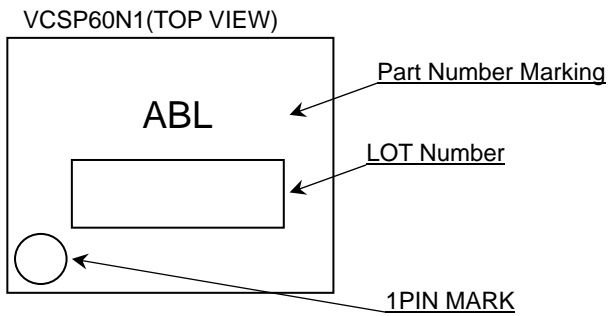 VCSP60N1(TOP VIEW)
Part Number Marking
ABL
LOT Number
1PIN MARK